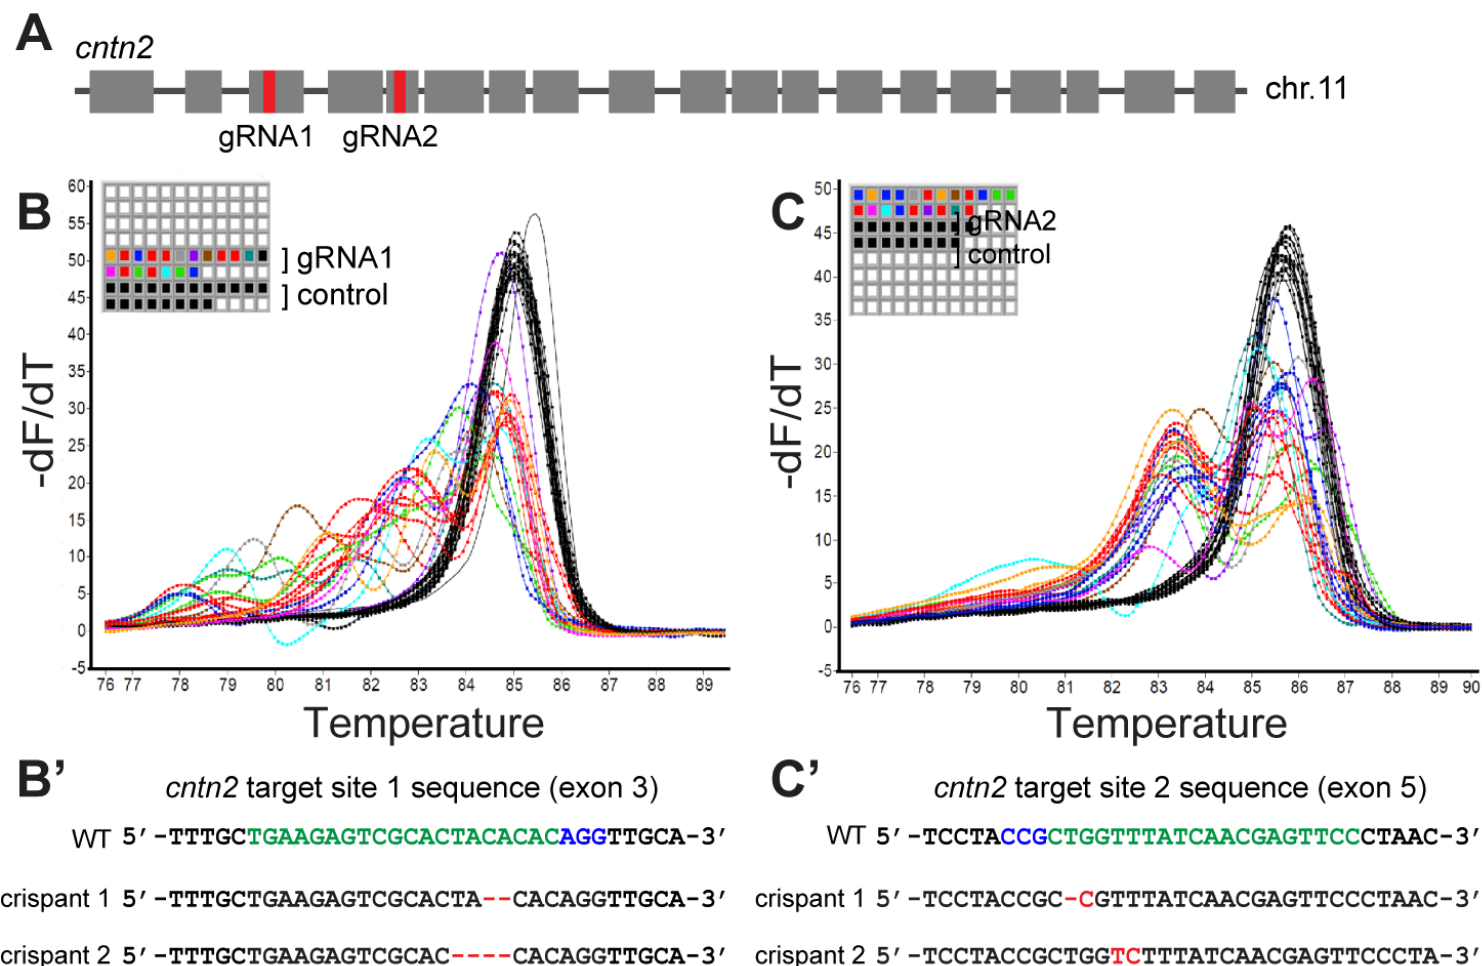 A
cntn2
chr.11
gRNA1 gRNA2
B
60
55
50
45
40
35
30
25
20
15
10
5
0
-5
-dF/dT
] gRNA1
] control
76 77 78 79 80 81 82 83 84 85 86 87 88 89
Temperature
C
50
45
40
35
30
25
20
15
10
5
0
-5
-dF/dT
] gRNA2
] control
76 77 78 79 80 81 82 83 84 85 86 87 88 89 90
Temperature
B’
cntn2 target site 1 sequence (exon 3)
WT 5’-TTTGCTGAAGAGTCGCACTACACACAGGTTGCA-3’
crispant 1 5’-TTTGCTGAAGAGTCGCACTA--CACAGGTTGCA-3’
crispant 2 5’-TTTGCTGAAGAGTCGCAC----CACAGGTTGCA-3’
C’
cntn2 target site 2 sequence (exon 5)
WT 5’-TCCTACCGCTGGTTTATCAACGAGTTCCCTAAC-3’
crispant 1 5’-TCCTACCGC-CGTTTATCAACGAGTTCCCTAAC-3’
crispant 2 5’-TCCTACCGCTGGTCTTTATCAACGAGTTCCCTA-3’